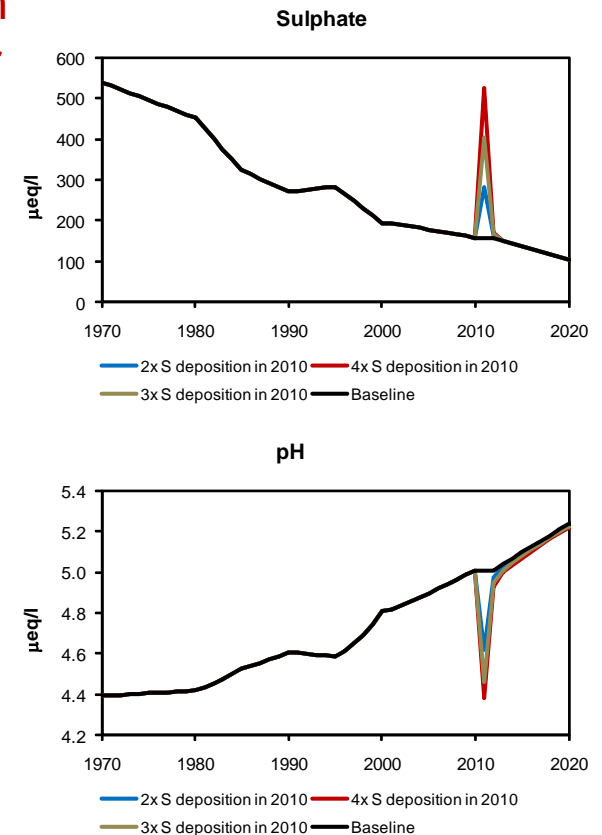 Sulphate
600
500
400
300
200
100
0
µeq/l
1970 1980 1990 2000 2010 2020
2x S deposition in 2010 4x S deposition in 2010
3x S deposition in 2010 Baseline
pH
5.4
5.2
5.0
4.8
4.6
4.4
4.2
µeq/l
1970 1980 1990 2000 2010 2020
2x S deposition in 2010 4x S deposition in 2010
3x S deposition in 2010 Baseline